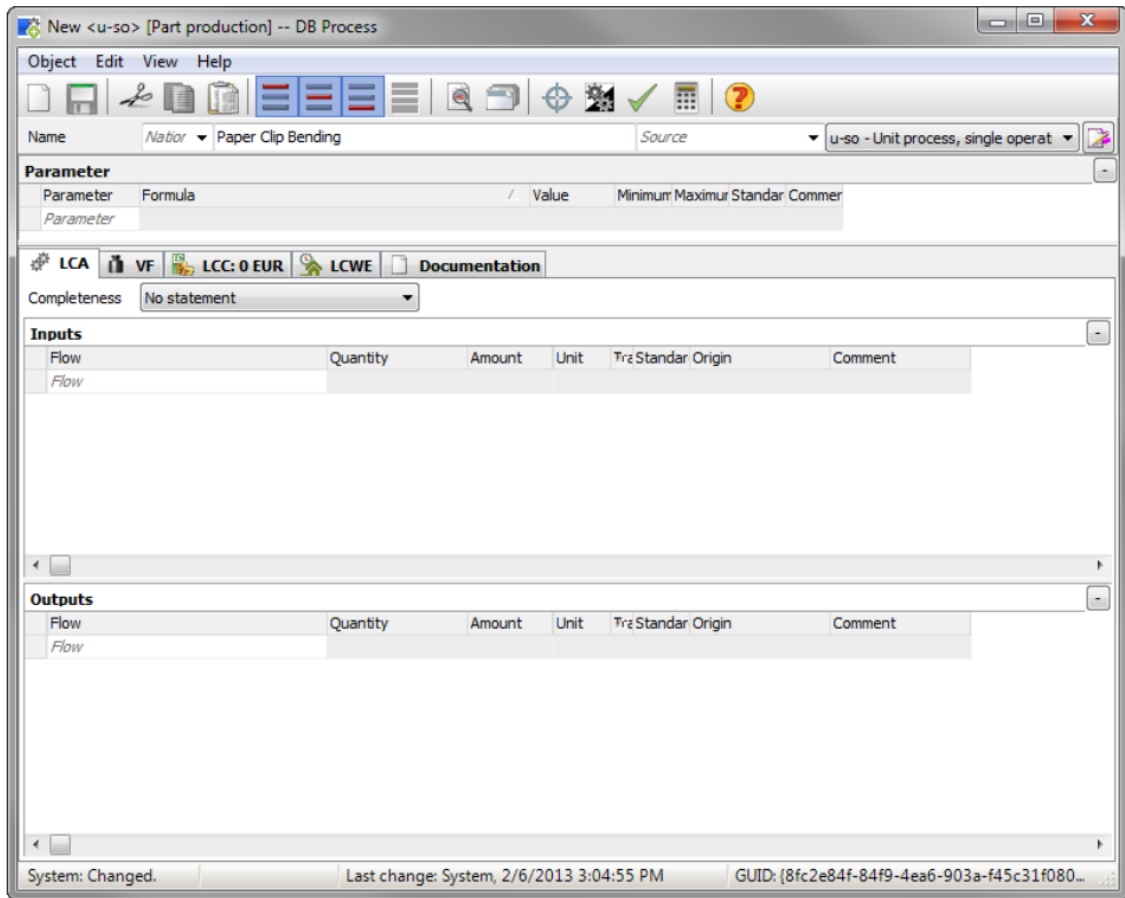 New <u-so> [Part production] -- DB Process
Object Edit View Help
Name Nation Paper Clip Bending Source u-so - Unit process, single operat
Parameter
Parameter Formula Value Minimum Maximur Standar Commer
Parameter
LCA VF LCC: 0 EUR LCWE Documentation
Completeness No statement
Inputs
Flow Quantity Amount Unit Tra Standar Origin Comment
Flow
Outputs
Flow Quantity Amount Unit Tra Standar Origin Comment
Flow
System: Changed. Last change: System, 2/6/2013 3:04:55 PM GUID: {8fc2e84f-84f9-4ea6-903a-f45c31f080...